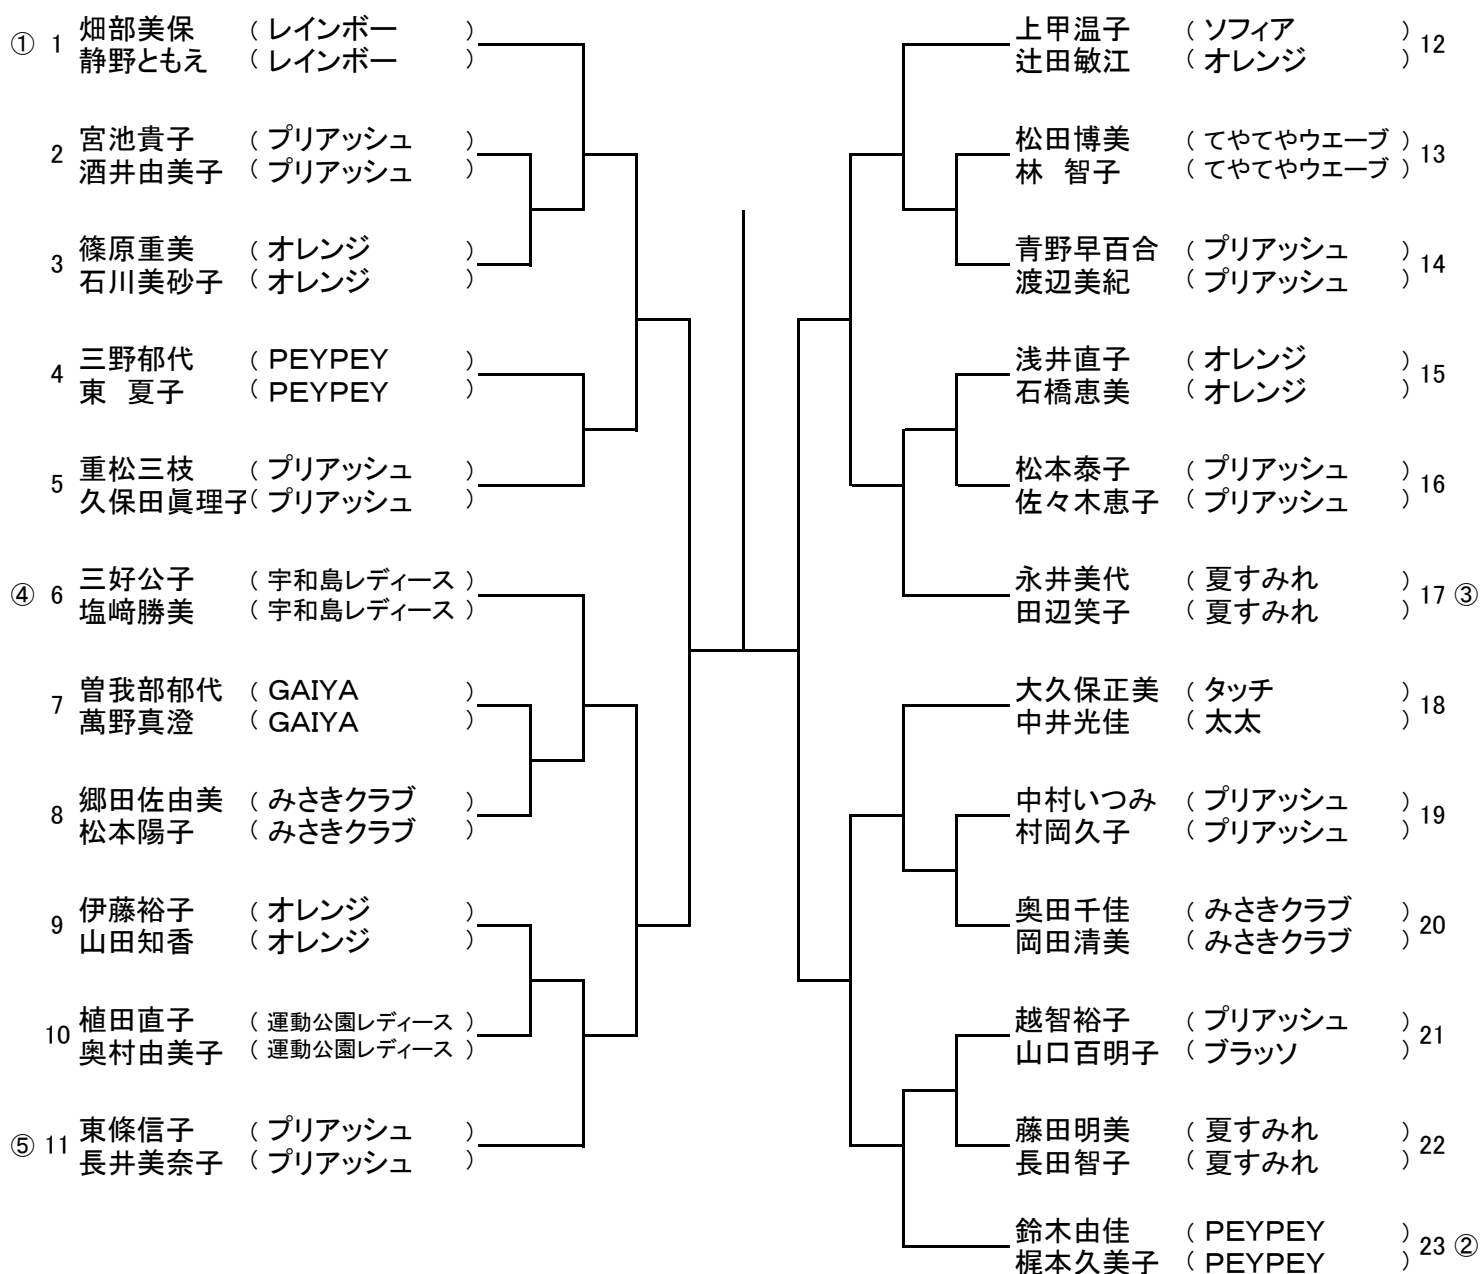 ① 1 畑部美保 ( レインボー )
静野ともえ ( レインボー )
2 宮池貴子 ( プリアッシュ )
酒井由美子 ( プリアッシュ )
3 篠原重美 ( オレンジ )
石川美砂子 ( オレンジ )
4 三野郁代 ( PEYPEY )
東　夏子 ( PEYPEY )
5 重松三枝 ( プリアッシュ )
久保田眞理子( プリアッシュ )
④ 6 三好公子 ( 宇和島レディース )
塩﨑勝美 ( 宇和島レディース )
7 曽我部郁代 ( GAIYA )
萬野真澄 ( GAIYA )
8 郷田佐由美 ( みさきクラブ )
松本陽子 ( みさきクラブ )
9 伊藤裕子 ( オレンジ )
山田知香 ( オレンジ )
10 植田直子 ( 運動公園レディース )
奥村由美子 ( 運動公園レディース )
⑤ 11 東條信子 ( プリアッシュ )
長井美奈子 ( プリアッシュ )
上甲温子 ( ソフィア ) 12
辻田敏江 ( オレンジ )
松田博美 ( てやてやウエーブ ) 13
林　智子 ( てやてやウエーブ )
青野早百合 ( プリアッシュ ) 14
渡辺美紀 ( プリアッシュ )
浅井直子 ( オレンジ ) 15
石橋恵美 ( オレンジ )
松本泰子 ( プリアッシュ ) 16
佐々木恵子 ( プリアッシュ )
永井美代 ( 夏すみれ ) 17 ③
田辺笑子 ( 夏すみれ )
大久保正美 ( タッチ ) 18
中井光佳 ( 太太 )
中村いつみ ( プリアッシュ ) 19
村岡久子 ( プリアッシュ )
奥田千佳 ( みさきクラブ ) 20
岡田清美 ( みさきクラブ )
越智裕子 ( プリアッシュ ) 21
山口百明子 ( ブラッソ )
藤田明美 ( 夏すみれ ) 22
長田智子 ( 夏すみれ )
鈴木由佳 ( PEYPEY ) 23 ②
梶本久美子 ( PEYPEY )